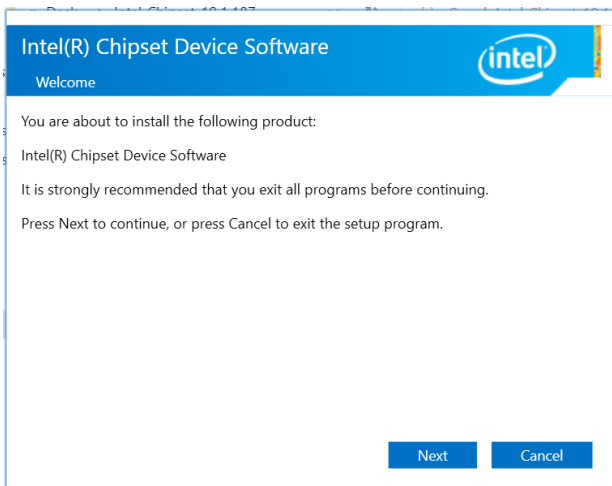 Intel(R) Chipset Device Software
intel
Welcome
You are about to install the following product:
Intel(R) Chipset Device Software
It is strongly recommended that you exit all programs before continuing.
Press Next to continue, or press Cancel to exit the setup program.
Next Cancel